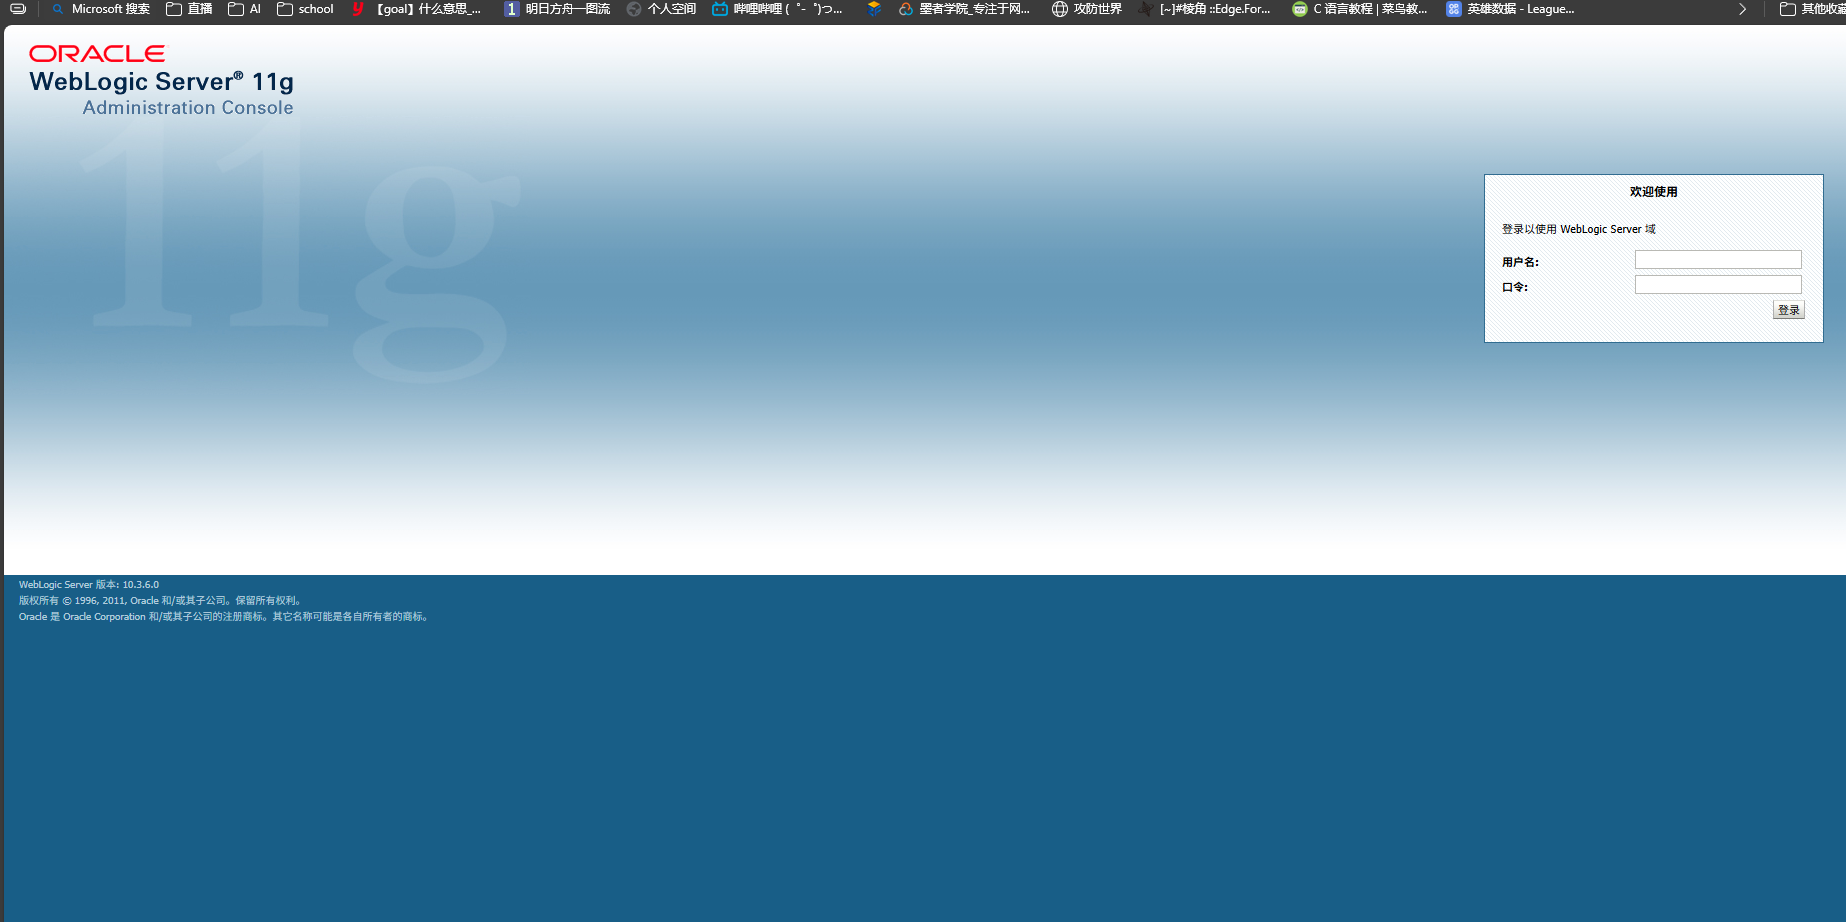 Microsoft 搜索 直播 AI school 【goal】什么意思_... 明日方舟一图流 个人空间 哔哩哔哩 ( ゜- ゜)つ... 墨者学院_专注于网... 攻防世界 [~]#棱角 ::Edge.For... C 语言教程 | 菜鸟教... 英雄数据 - League... 其他收藏
ORACLE
WebLogic Server® 11g
Administration Console
11g
欢迎使用
登录以使用 WebLogic Server 域
用户名:
口令:
登录
WebLogic Server 版本: 10.3.6.0
版权所有 © 1996, 2011, Oracle 和/或其子公司。保留所有权利。
Oracle 是 Oracle Corporation 和/或其子公司的注册商标。其它名称可能是各自所有者的商标。